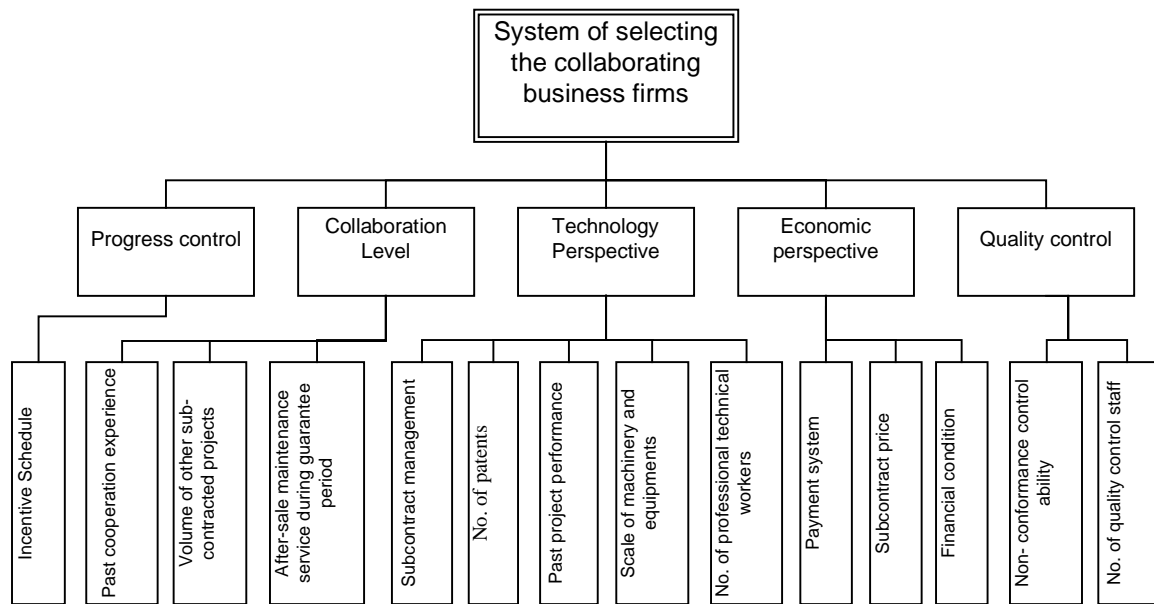 System of selecting
the collaborating
business firms
Progress control
Collaboration
Level
Technology
Perspective
Economic
perspective
Quality control
Incentive Schedule
Past cooperation experience
Volume of other sub-
contracted projects
After-sale maintenance
service during guarantee
period
Subcontract management
No. of patents
Past project performance
Scale of machinery and
equipments
No. of professional technical
workers
Payment system
Subcontract price
Financial condition
Non- conformance control
ability
No. of quality control staff